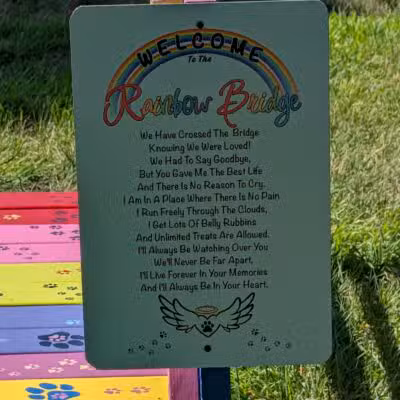 WELCOME
To The
Rainbow Bridge
We Have Crossed The Bridge
Knowing We Were Loved!
We Had To Say Goodbye,
But You Gave Me The Best Life
And There Is No Reason To Cry.
I Am In A Place Where There Is No Pain
I Run Freely Through The Clouds,
I Get Lots Of Belly Rubbins
And Unlimited Treats Are Allowed.
I'll Always Be Watching Over You
We'll Never Be Far Apart,
I'll Live Forever In Your Memories
And I'll Always Be In Your Heart.